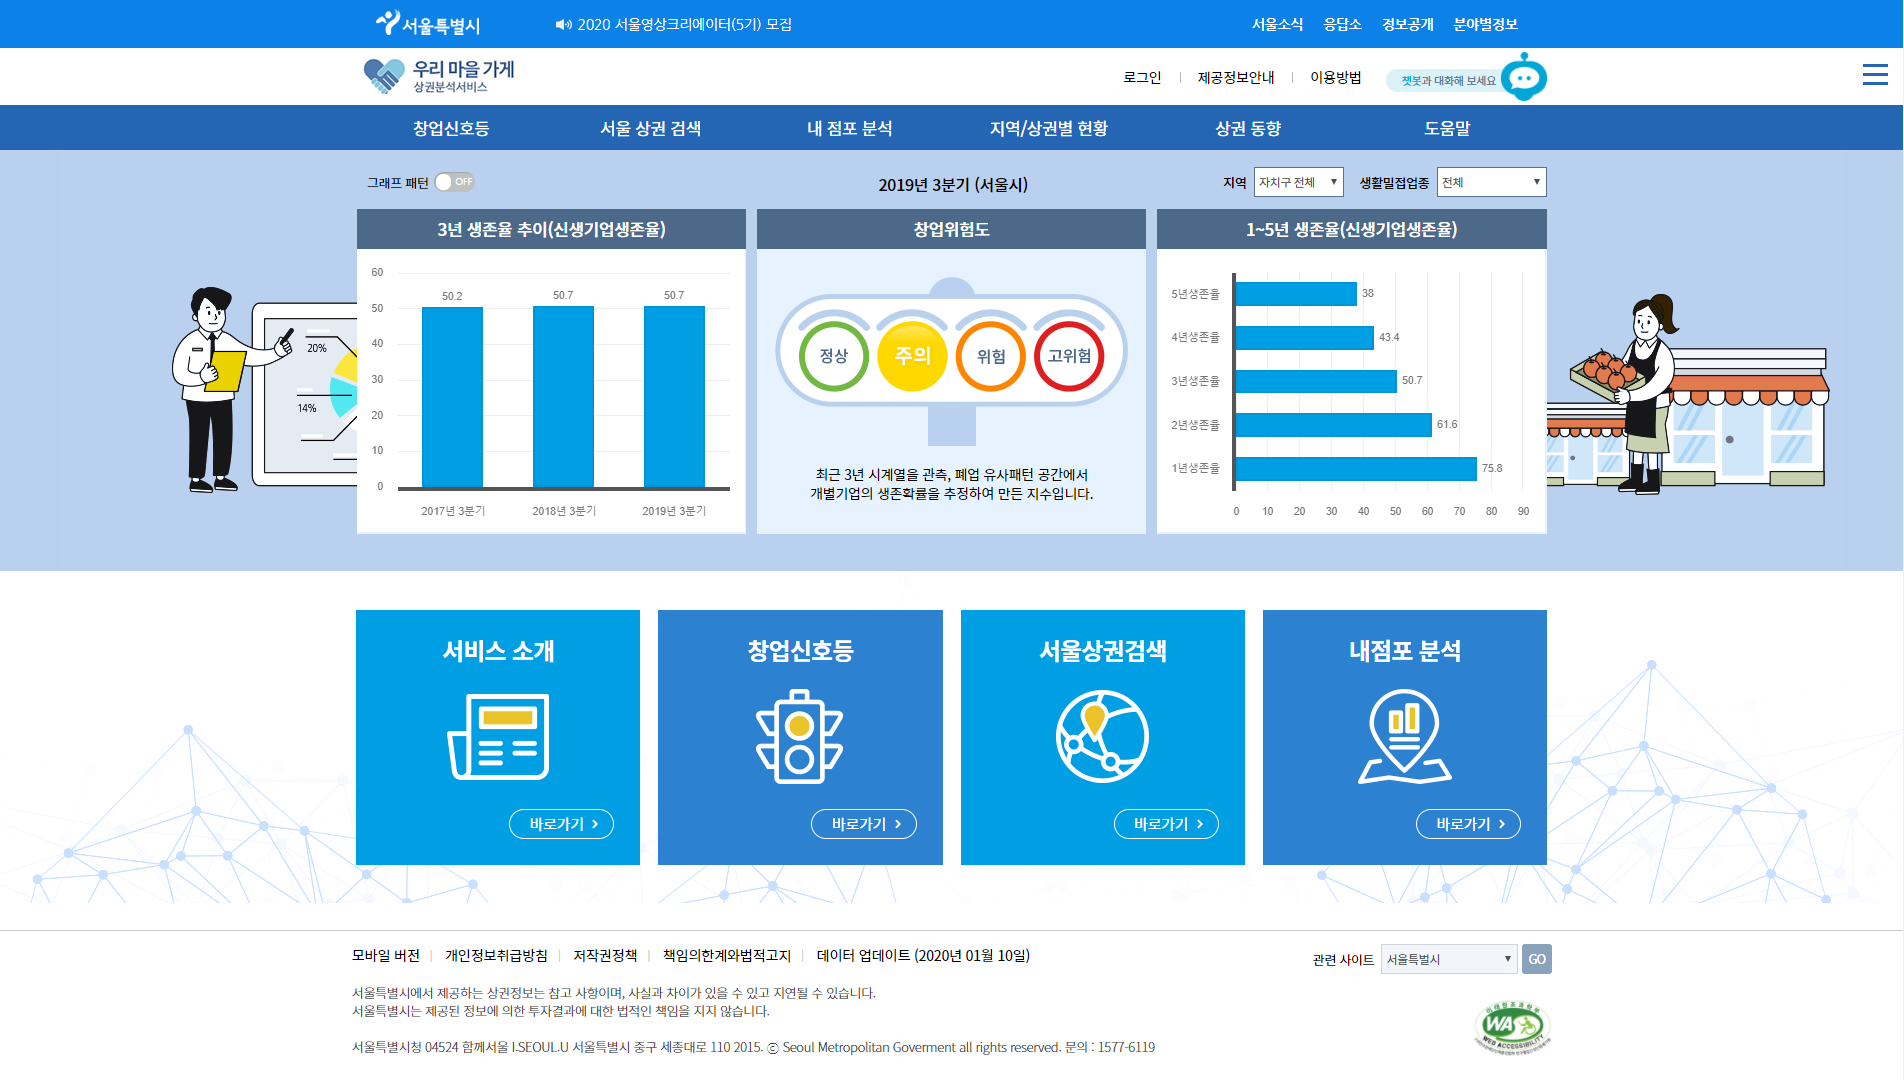 서울특별시
2020 서울영상크리에이터(5기) 모집
서울소식 응답소 정보공개 분야별정보
우리 마을 가게
상권분석서비스
로그인 제공정보안내 이용방법
챗봇과 대화해 보세요
창업신호등 서울 상권 검색 내 점포 분석 지역/상권별 현황 상권 동향 도움말
그래프 패턴 OFF
2019년 3분기 (서울시)
지역 자치구 전체 생활밀접업종 전체
3년 생존율 추이(신생기업생존율)
60
50
40
30
20
10
0
50.2 50.7 50.7
2017년 3분기 2018년 3분기 2019년 3분기
20%
14%
창업위험도
정상 주의 위험 고위험
최근 3년 시계열을 관측, 폐업 유사패턴 공간에서
개별기업의 생존확률을 추정하여 만든 지수입니다.
1~5년 생존율(신생기업생존율)
5년생존율 38
4년생존율 43.4
3년생존율 50.7
2년생존율 61.6
1년생존율 75.8
0 10 20 30 40 50 60 70 80 90
서비스 소개
바로가기
창업신호등
바로가기
서울상권검색
바로가기
내점포 분석
바로가기
모바일 버전 개인정보취급방침 저작권정책 책임의한계와법적고지 데이터 업데이트 (2020년 01월 10일)
관련 사이트 서울특별시 GO
서울특별시에서 제공하는 상권정보는 참고 사항이며, 사실과 차이가 있을 수 있고 지연될 수 있습니다.
서울특별시는 제공된 정보에 의한 투자결과에 대한 법적인 책임을 지지 않습니다.
서울특별시청 04524 함께서울 I.SEOUL.U 서울특별시 중구 세종대로 110 2015. ⓒ Seoul Metropolitan Goverment all rights reserved. 문의 : 1577-6119
WA
WEB ACCESSIBILITY